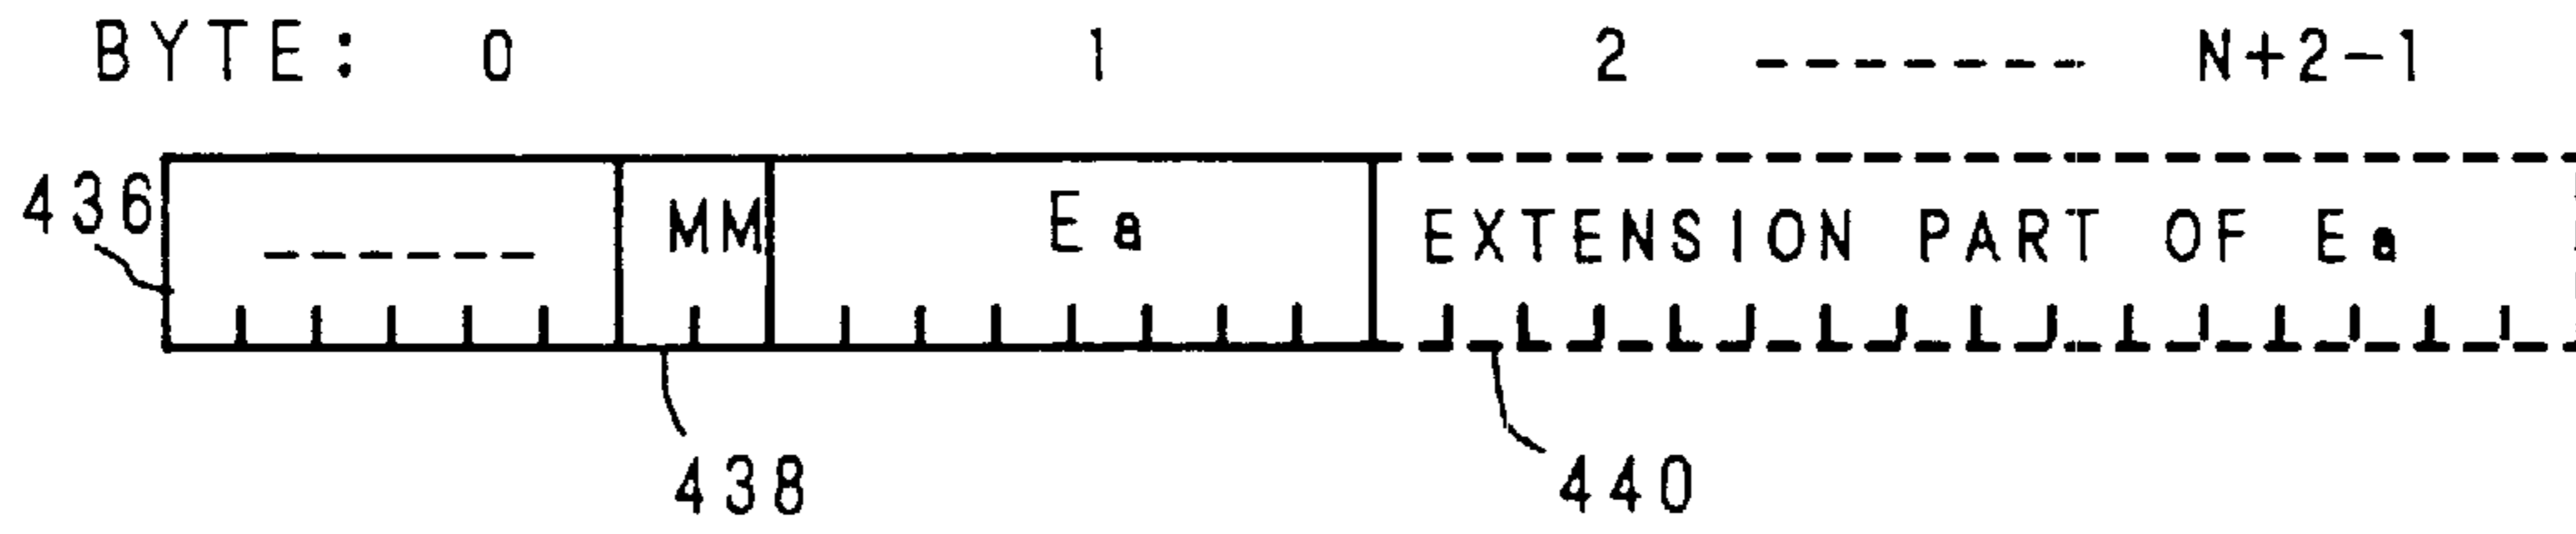 BYTE: 0 1 2 ------- N+2-1
436 ------ MM Ea EXTENSION PART OF Ea
438 440